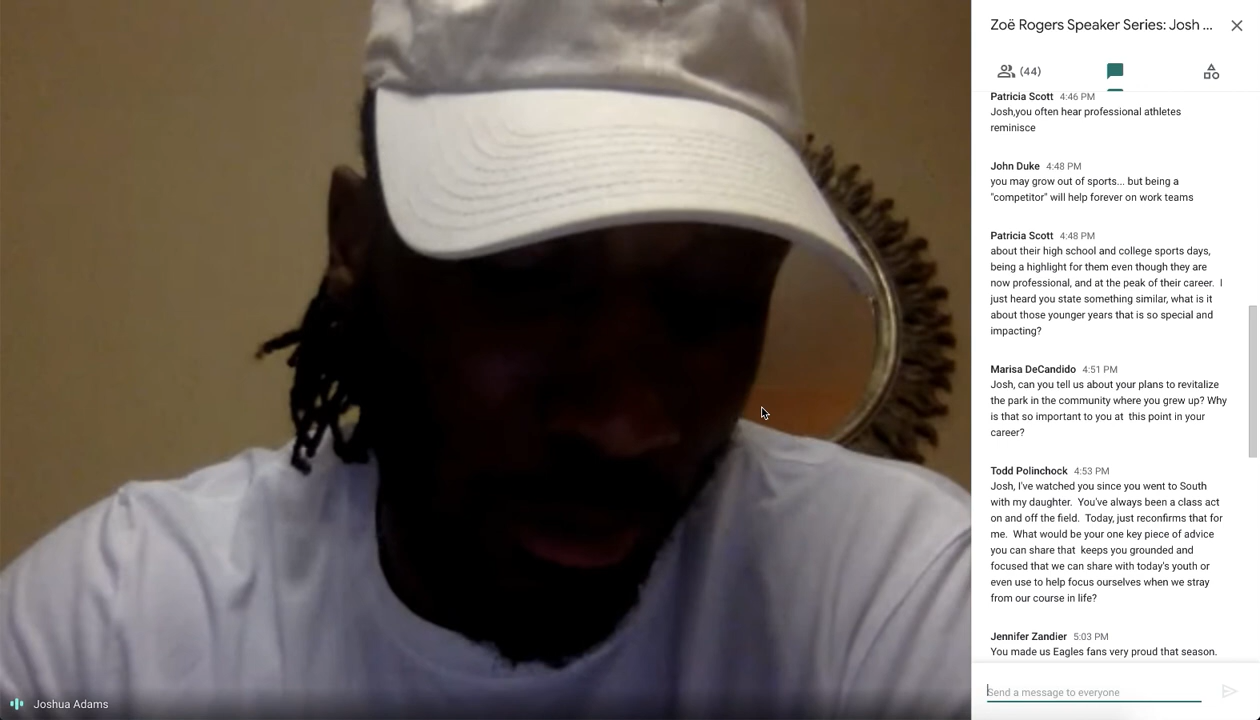 Zoë Rogers Speaker Series: Josh ...
(44)
Patricia Scott 4:46 PM
Josh,you often hear professional athletes
reminisce
John Duke 4:48 PM
you may grow out of sports... but being a
"competitor" will help forever on work teams
Patricia Scott 4:48 PM
about their high school and college sports days,
being a highlight for them even though they are
now professional, and at the peak of their career. I
just heard you state something similar, what is it
about those younger years that is so special and
impacting?
Marisa DeCandido 4:51 PM
Josh, can you tell us about your plans to revitalize
the park in the community where you grew up? Why
is that so important to you at this point in your
career?
Todd Polinchock 4:53 PM
Josh, I've watched you since you went to South
with my daughter. You've always been a class act
on and off the field. Today, just reconfirms that for
me. What would be your one key piece of advice
you can share that keeps you grounded and
focused that we can share with today's youth or
even use to help focus ourselves when we stray
from our course in life?
Jennifer Zandier 5:03 PM
You made us Eagles fans very proud that season.
Send a message to everyone
Joshua Adams